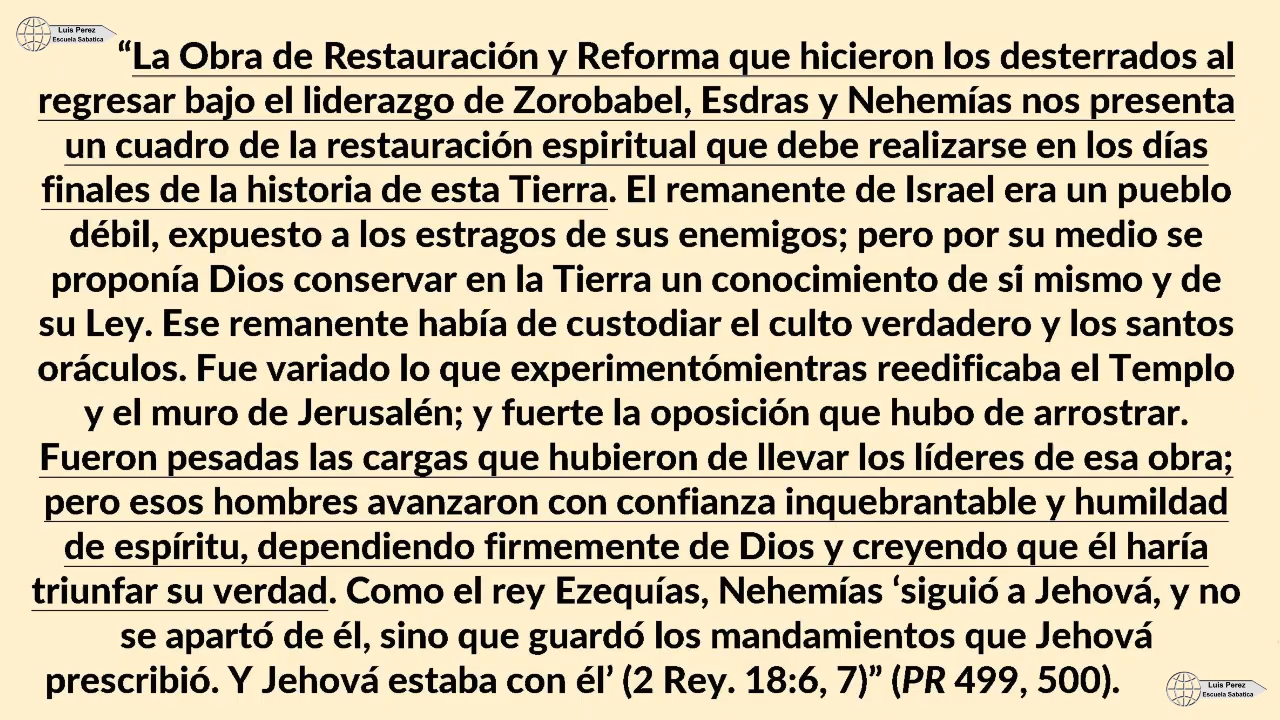 Luis Perez
Escuela Sabatica
“La Obra de Restauración y Reforma que hicieron los desterrados al
regresar bajo el liderazgo de Zorobabel, Esdras y Nehemías nos presenta
un cuadro de la restauración espiritual que debe realizarse en los días
finales de la historia de esta Tierra. El remanente de Israel era un pueblo
débil, expuesto a los estragos de sus enemigos; pero por su medio se
proponía Dios conservar en la Tierra un conocimiento de si mismo y de
su Ley. Ese remanente había de custodiar el culto verdadero y los santos
oráculos. Fue variado lo que experimentómientras reedificaba el Templo
y el muro de Jerusalén; y fuerte la oposición que hubo de arrostrar.
Fueron pesadas las cargas que hubieron de llevar los líderes de esa obra;
pero esos hombres avanzaron con confianza inquebrantable y humildad
de espíritu, dependiendo firmemente de Dios y creyendo que él haría
triunfar su verdad. Como el rey Ezequías, Nehemías ‘siguió a Jehová, y no
se apartó de él, sino que guardó los mandamientos que Jehová
prescribió. Y Jehová estaba con él’ (2 Rey. 18:6, 7)” (PR 499, 500).
Luis Perez
Escuela Sabatica